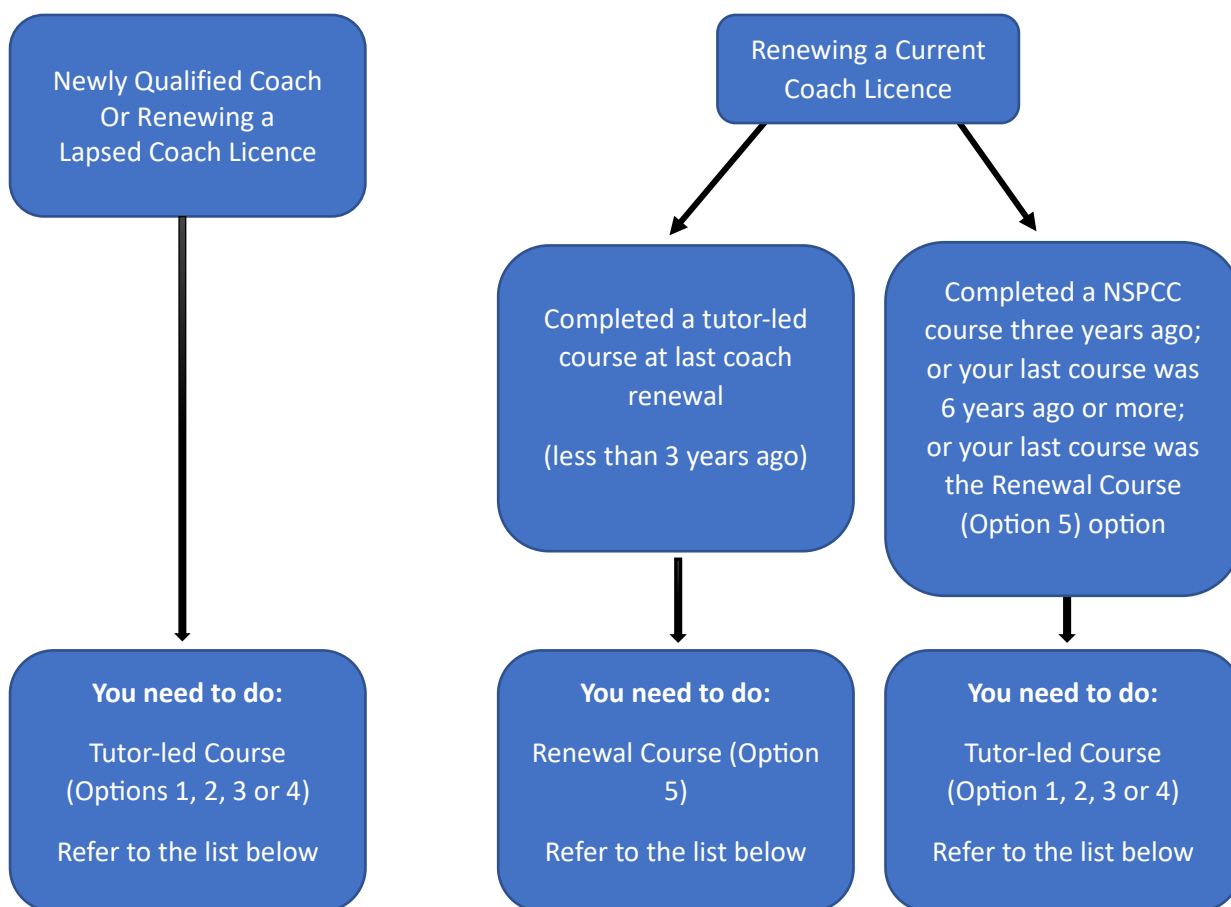 Newly Qualified Coach
Or Renewing a
Lapsed Coach Licence
Renewing a Current
Coach Licence
Completed a tutor-led
course at last coach
renewal
(less than 3 years ago)
Completed a NSPCC
course three years ago;
or your last course was
6 years ago or more;
or your last course was
the Renewal Course
(Option 5) option
You need to do:
Tutor-led Course
(Options 1, 2, 3 or 4)
Refer to the list below
You need to do:
Renewal Course (Option
5)
Refer to the list below
You need to do:
Tutor-led Course
(Option 1, 2, 3 or 4)
Refer to the list below